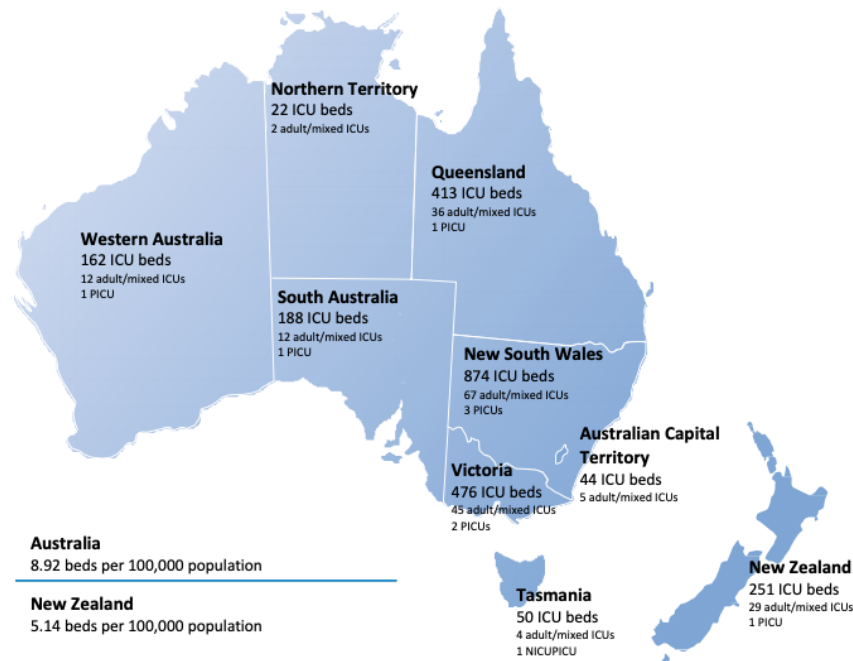 Northern Territory
22 ICU beds
2 adult/mixed ICUs
Queensland
413 ICU beds
36 adult/mixed ICUs
1 PICU
Western Australia
162 ICU beds
12 adult/mixed ICUs
1 PICU
South Australia
188 ICU beds
12 adult/mixed ICUs
1 PICU
New South Wales
874 ICU beds
67 adult/mixed ICUs
3 PICUs
Australian Capital
Territory
44 ICU beds
5 adult/mixed ICUs
Victoria
476 ICU beds
45 adult/mixed ICUs
2 PICUs
Australia
8.92 beds per 100,000 population
New Zealand
5.14 beds per 100,000 population
Tasmania
50 ICU beds
4 adult/mixed ICUs
1 NICUPICU
New Zealand
251 ICU beds
29 adult/mixed ICUs
1 PICU